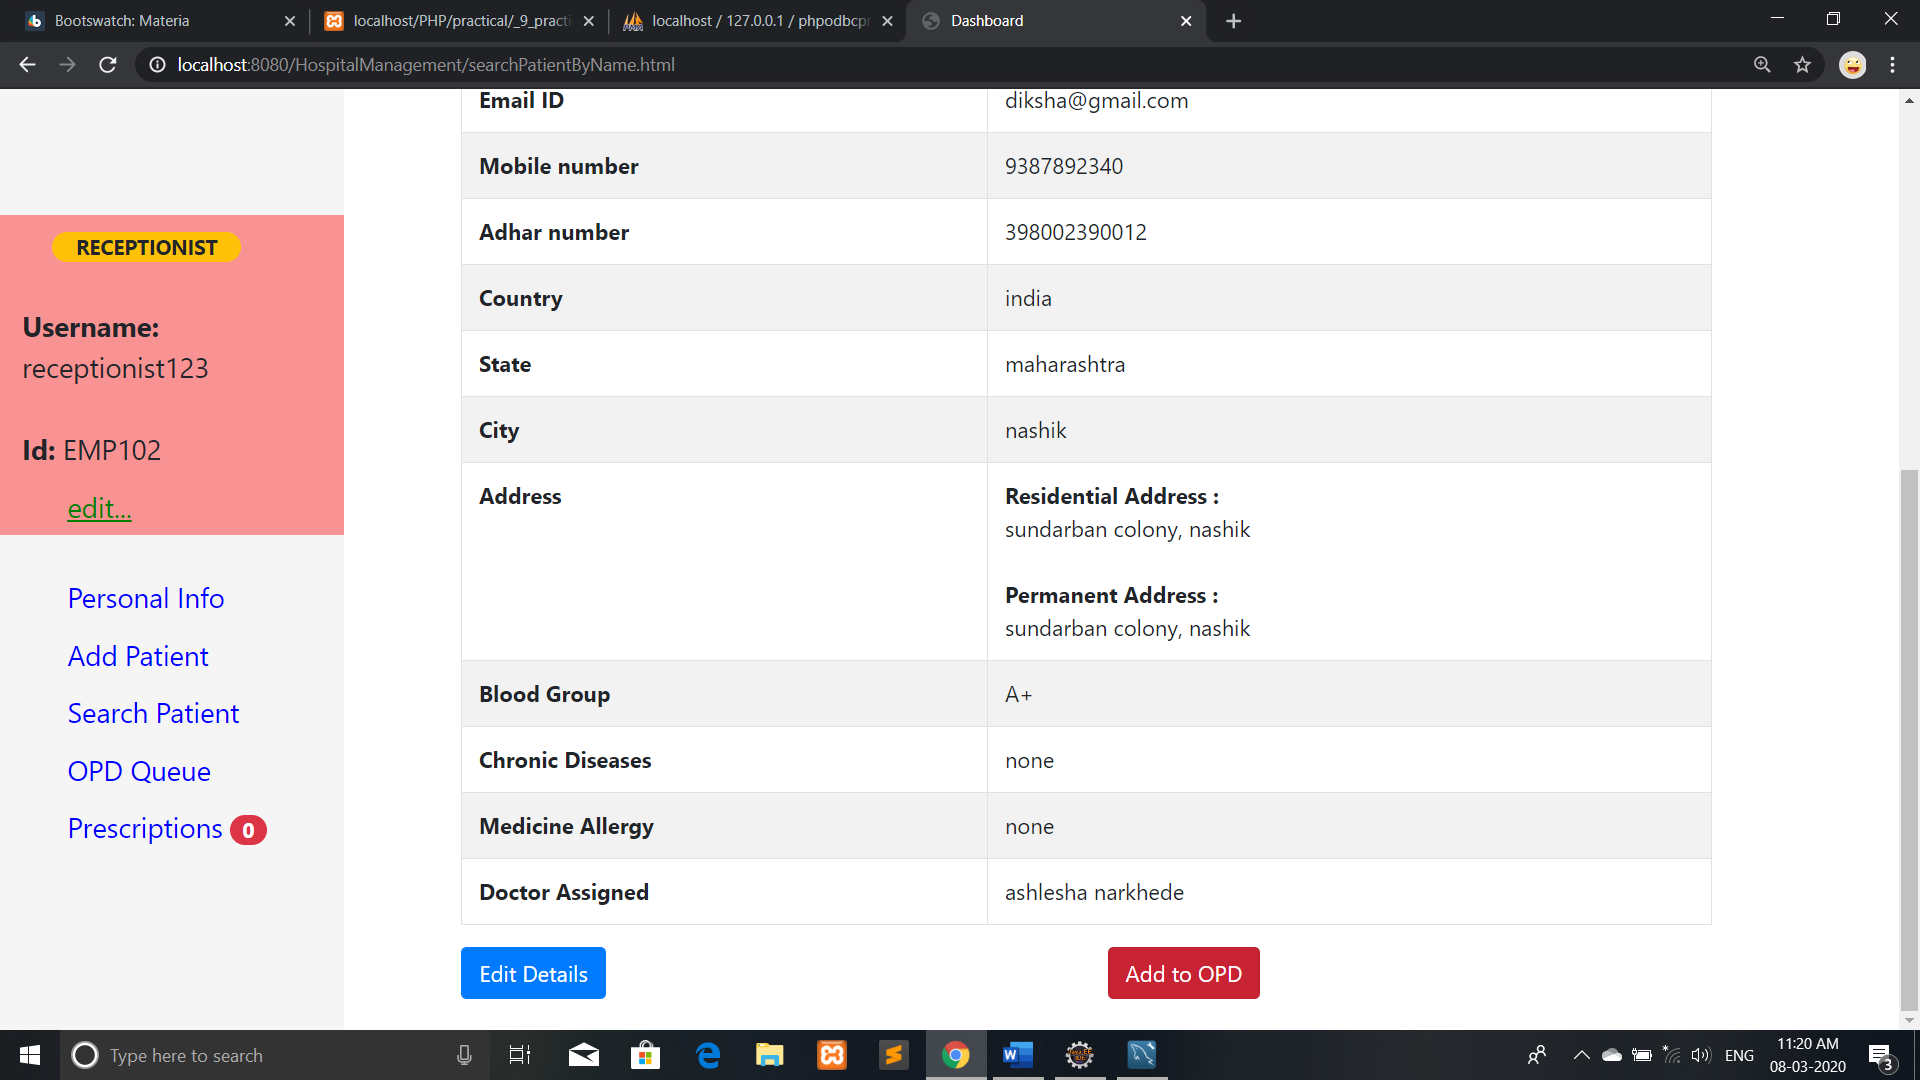 Bootswatch: Materia
localhost/PHP/practical/_9_practi
localhost / 127.0.0.1 / phpodbcpr
Dashboard
localhost:8080/HospitalManagement/searchPatientByName.html
RECEPTIONIST
Username:
receptionist123
Id: EMP102
edit...
Personal Info
Add Patient
Search Patient
OPD Queue
Prescriptions 0
Email ID diksha@gmail.com
Mobile number 9387892340
Adhar number 398002390012
Country india
State maharashtra
City nashik
Address Residential Address :
sundarban colony, nashik
Permanent Address :
sundarban colony, nashik
Blood Group A+
Chronic Diseases none
Medicine Allergy none
Doctor Assigned ashlesha narkhede
Edit Details Add to OPD
Type here to search
ENG
11:20 AM
08-03-2020
3